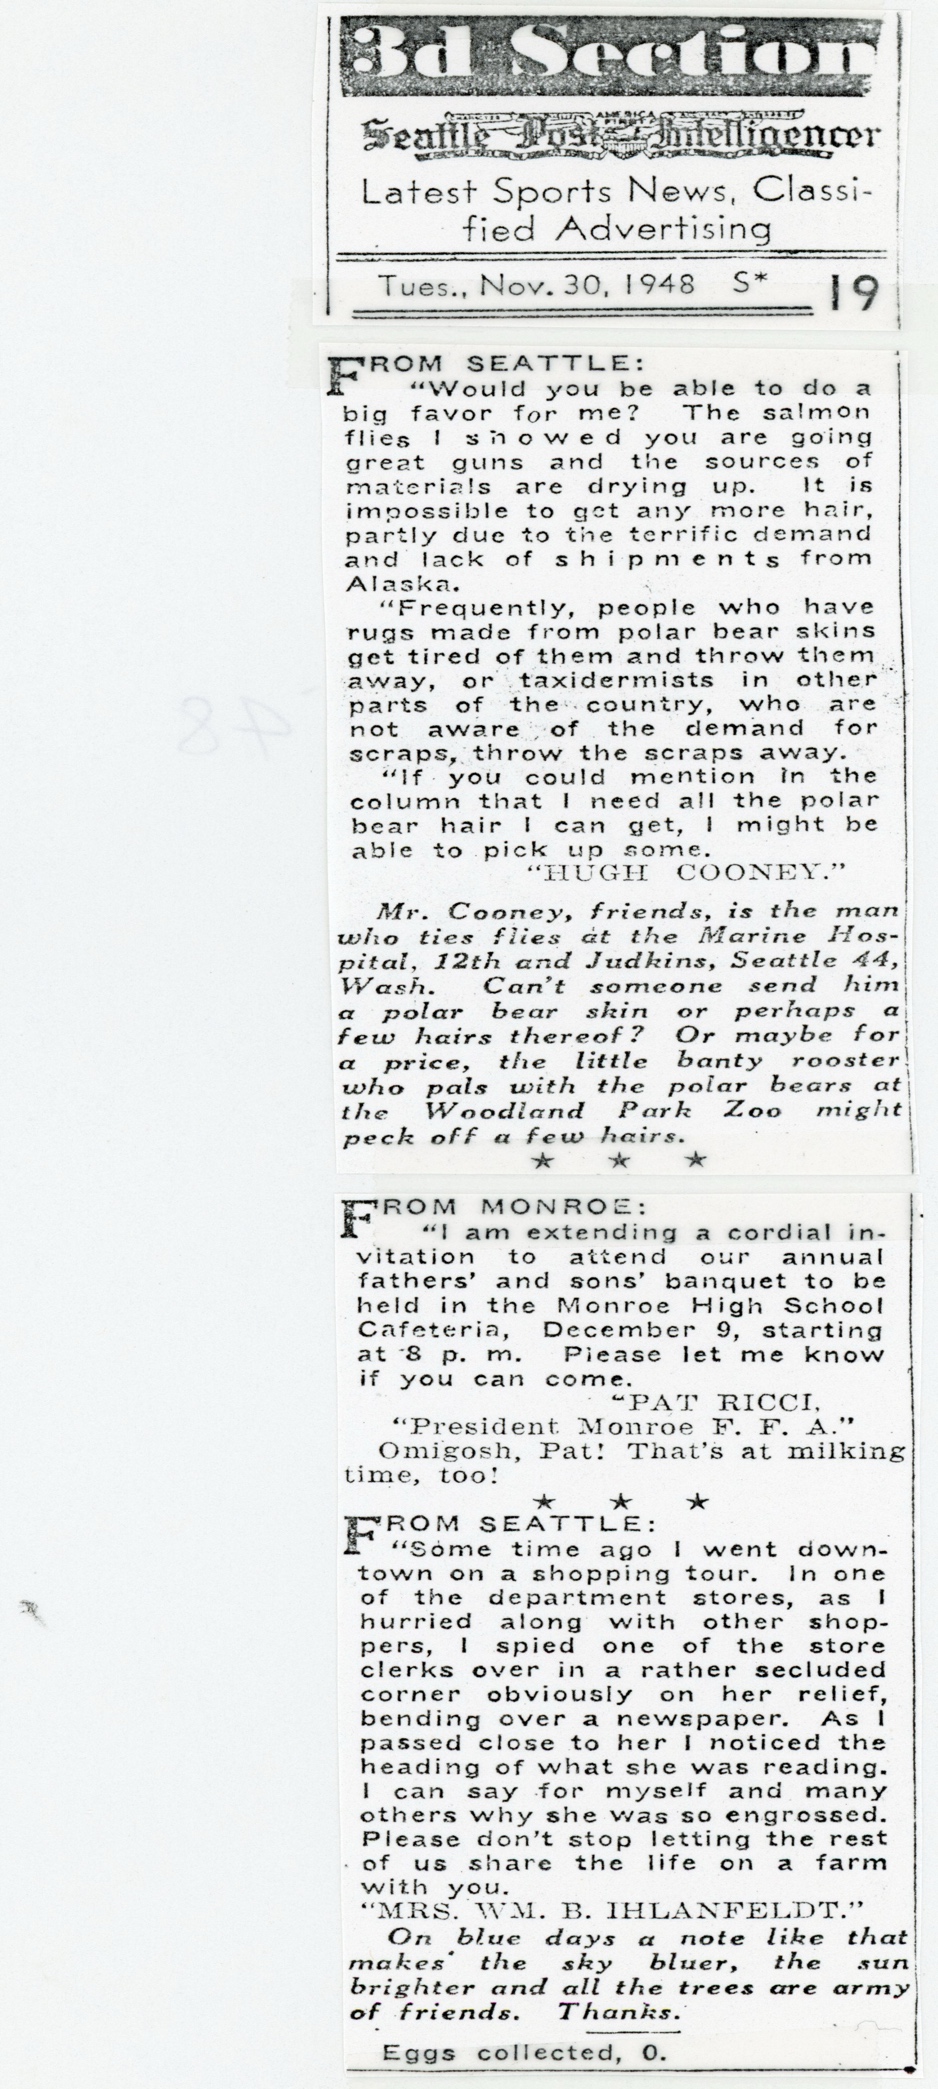 3d Section
AMERICA FIRST
Seattle Post Intelligencer
Latest Sports News, Classi-
fied Advertising
Tues., Nov. 30, 1948 S* 19
FROM SEATTLE:
"Would you be able to do a
big favor for me? The salmon
flies I showed you are going
great guns and the sources of
materials are drying up. It is
impossible to get any more hair,
partly due to the terrific demand
and lack of shipments from
Alaska.
"Frequently, people who have
rugs made from polar bear skins
get tired of them and throw them
away, or taxidermists in other
parts of the country, who are
not aware of the demand for
scraps, throw the scraps away.
"If you could mention in the
column that I need all the polar
bear hair I can get, I might be
able to pick up some.
"HUGH COONEY."
Mr. Cooney, friends, is the man
who ties flies at the Marine Hos-
pital, 12th and Judkins, Seattle 44,
Wash. Can't someone send him
a polar bear skin or perhaps a
few hairs thereof? Or maybe for
a price, the little banty rooster
who pals with the polar bears at
the Woodland Park Zoo might
peck off a few hairs.
★ ★ ★
FROM MONROE:
"I am extending a cordial in-
vitation to attend our annual
fathers' and sons' banquet to be
held in the Monroe High School
Cafeteria, December 9, starting
at 8 p. m. Please let me know
if you can come.
"PAT RICCI,
"President Monroe F. F. A."
Omigosh, Pat! That's at milking
time, too!
★ ★ ★
FROM SEATTLE:
"Some time ago I went down-
town on a shopping tour. In one
of the department stores, as I
hurried along with other shop-
pers, I spied one of the store
clerks over in a rather secluded
corner obviously on her relief,
bending over a newspaper. As I
passed close to her I noticed the
heading of what she was reading.
I can say for myself and many
others why she was so engrossed.
Please don't stop letting the rest
of us share the life on a farm
with you.
"MRS. WM. B. IHLANFELDT."
On blue days a note like that
makes the sky bluer, the sun
brighter and all the trees are army
of friends. Thanks.
Eggs collected, 0.